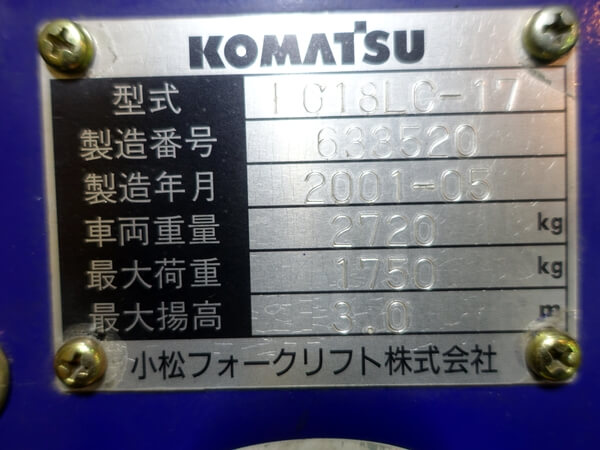 KOMATSU
型式
製造番号 633520
製造年月 2001-05
車両重量 2720 kg
最大荷重 1750 kg
最大揚高 3.0 m
小松フォークリフト株式会社